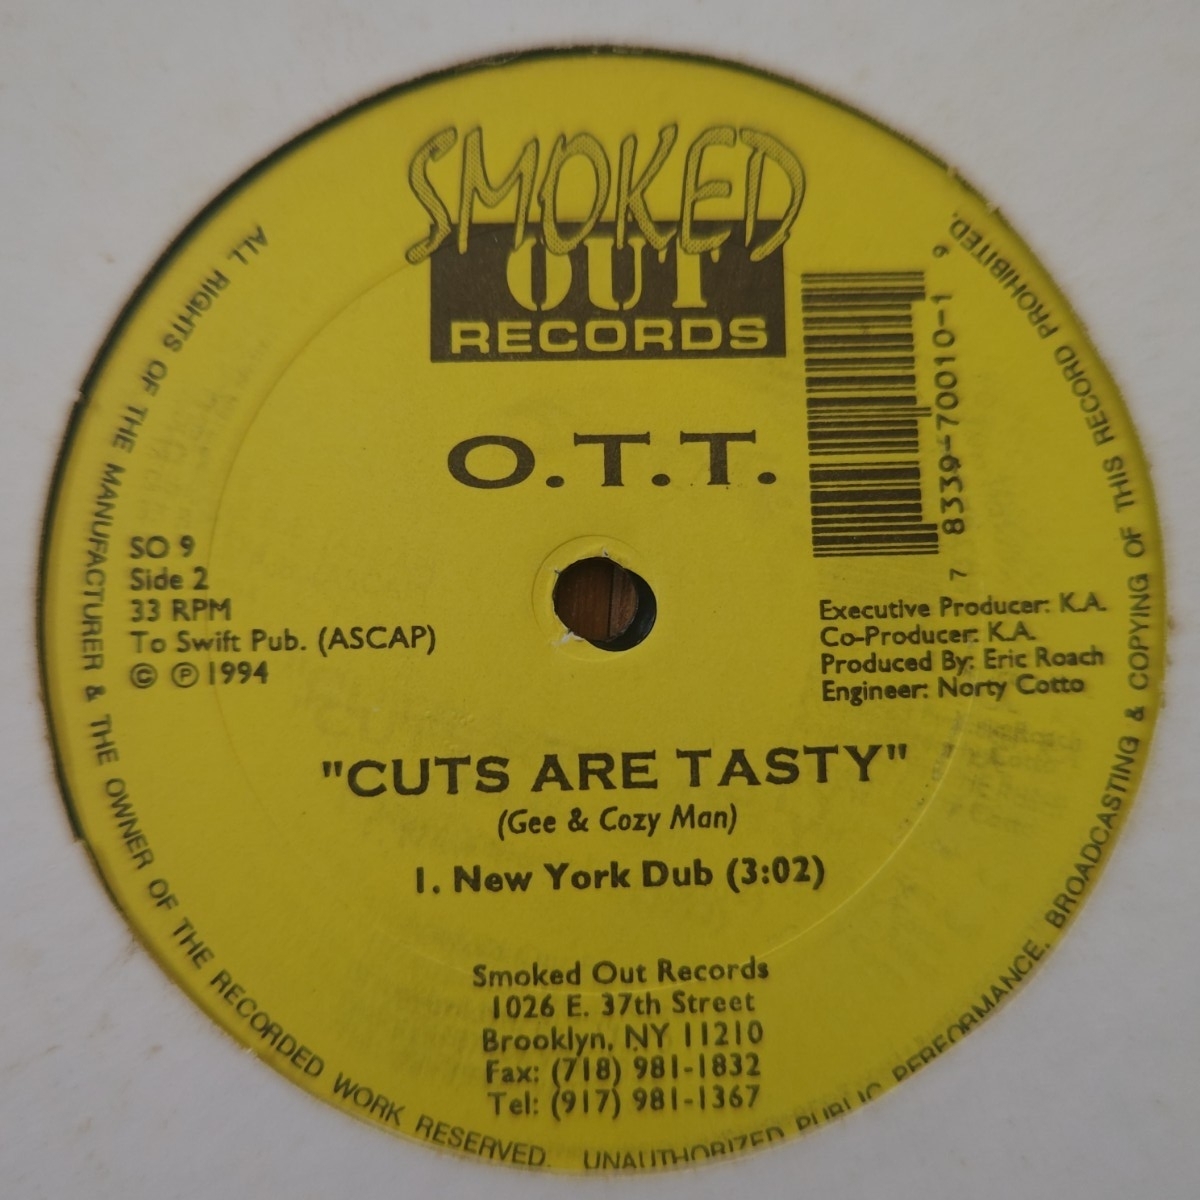 SMOKED
OUT
RECORDS
O.T.T.
7 8339-70010-1 9
SO 9
Side 2
33 RPM
To Swift Pub. (ASCAP)
© ℗ 1994
Executive Producer: K.A.
Co-Producer: K.A.
Produced By: Eric Roach
Engineer: Norty Cotto
"CUTS ARE TASTY"
(Gee & Cozy Man)
1. New York Dub (3:02)
Smoked Out Records
1026 E. 37th Street
Brooklyn, NY 11210
Fax: (718) 981-1832
Tel: (917) 981-1367
ALL RIGHTS OF THE MANUFACTURER & THE OWNER OF THE RECORDED WORK RESERVED. UNAUTHORIZED PUBLIC PERFORMANCE, BROADCASTING & COPYING OF THIS RECORD PROHIBITED.